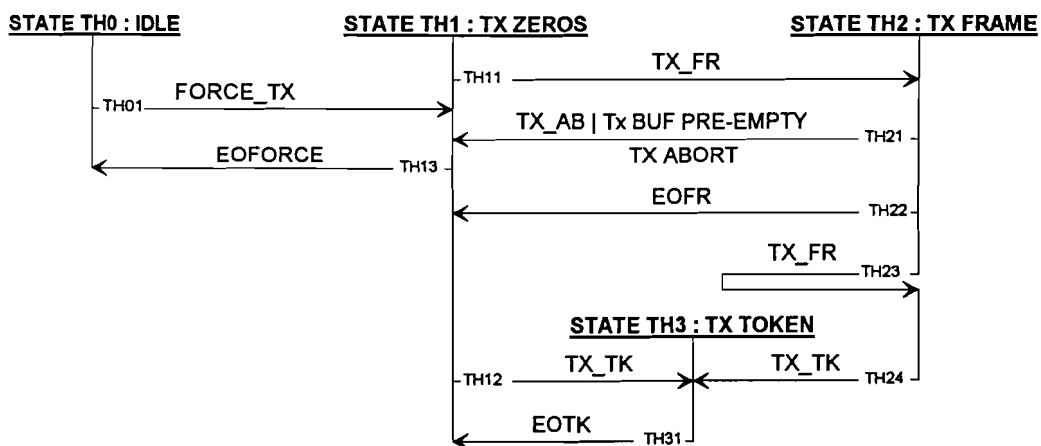 STATE TH0 : IDLE
STATE TH1 : TX ZEROS
STATE TH2 : TX FRAME
TH01
FORCE_TX
TH11
TX_FR
TX_AB | Tx BUF PRE-EMPTY
TH21
TX ABORT
EOFORCE
TH13
EOFR
TH22
TX_FR
TH23
STATE TH3 : TX TOKEN
TH12
TX_TK
TX_TK
TH24
EOTK
TH31